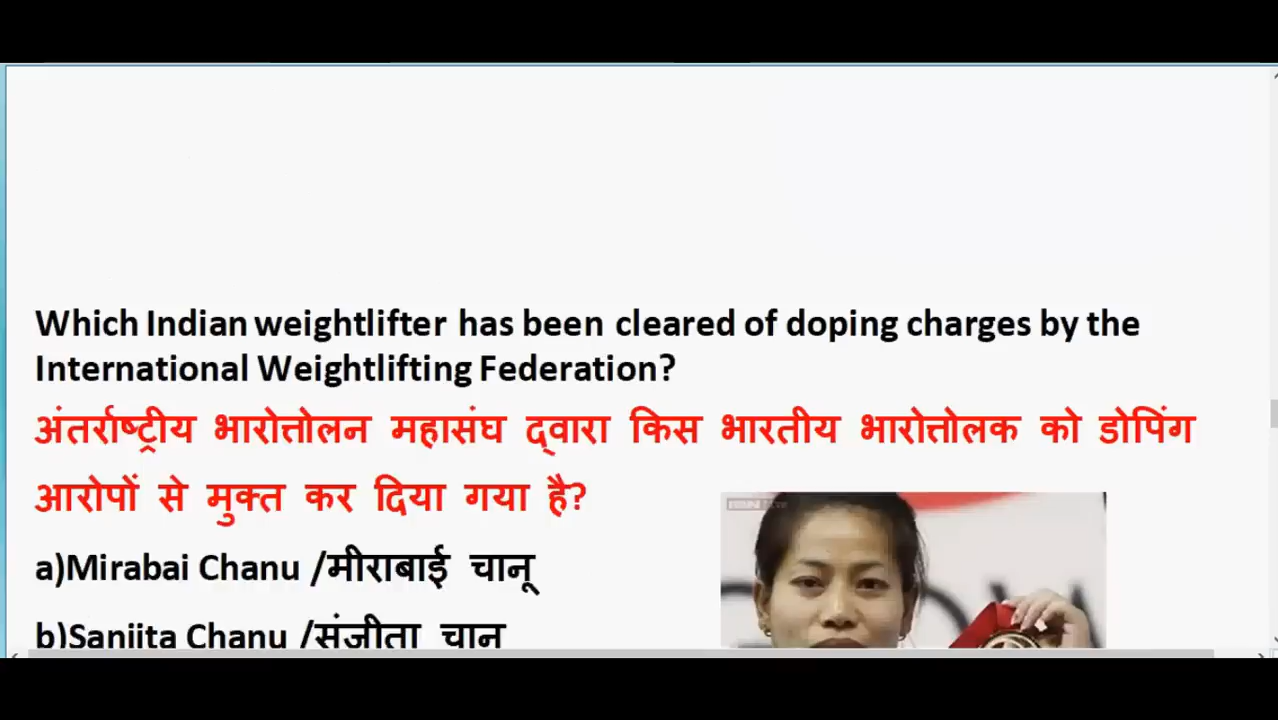 Which Indian weightlifter has been cleared of doping charges by the
International Weightlifting Federation?
अंतर्राष्ट्रीय भारोत्तोलन महासंघ द्वारा किस भारतीय भारोत्तोलक को डोपिंग
आरोपों से मुक्त कर दिया गया है?
a)Mirabai Chanu /मीराबाई चानू
b)Sanjita Chanu /संजीता चानू